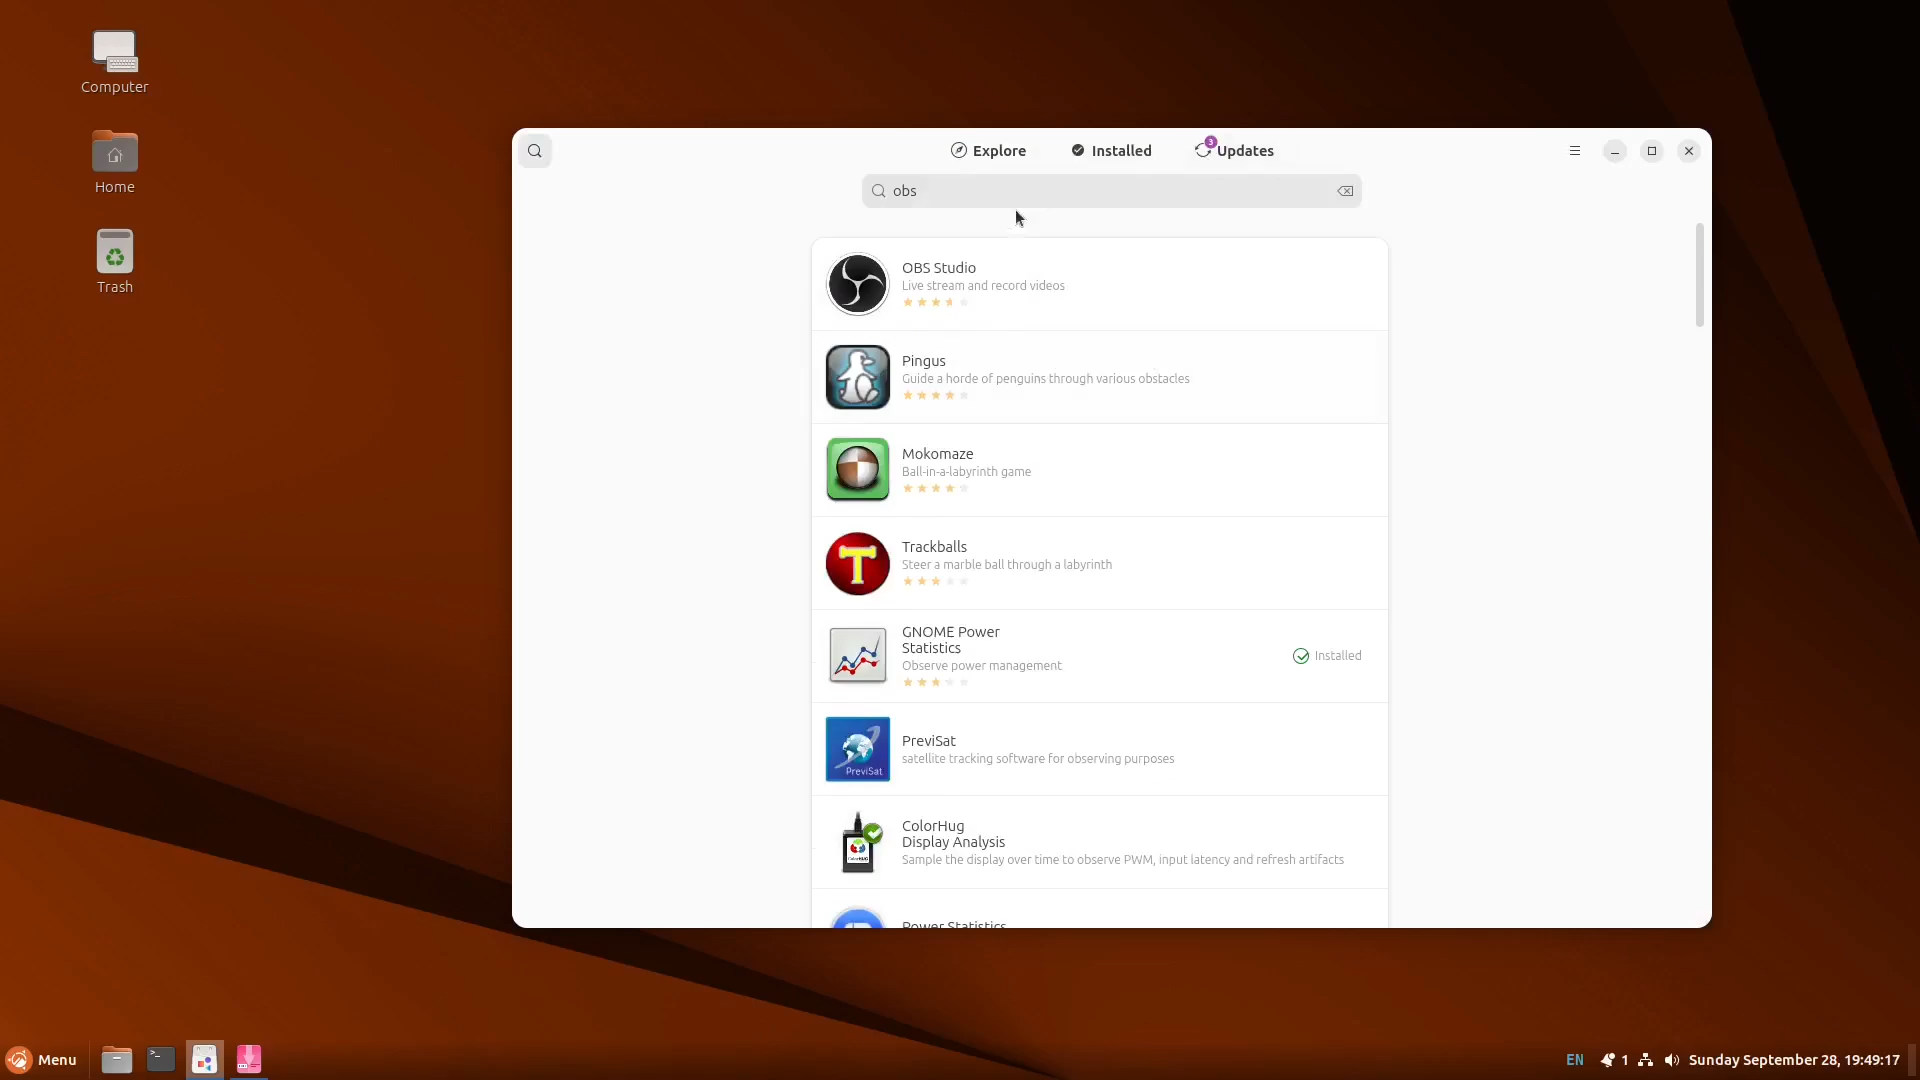 Computer
Home
Trash
Explore
Installed
3
Updates
obs
OBS Studio
Live stream and record videos
Pingus
Guide a horde of penguins through various obstacles
Mokomaze
Ball-in-a-labyrinth game
T
Trackballs
Steer a marble ball through a labyrinth
GNOME Power
Statistics
Observe power management
Installed
PreviSat
PreviSat
satellite tracking software for observing purposes
ColorHug
Display Analysis
Sample the display over time to observe PWM, input latency and refresh artifacts
Power Statistics
Menu
EN
1
Sunday September 28, 19:49:17